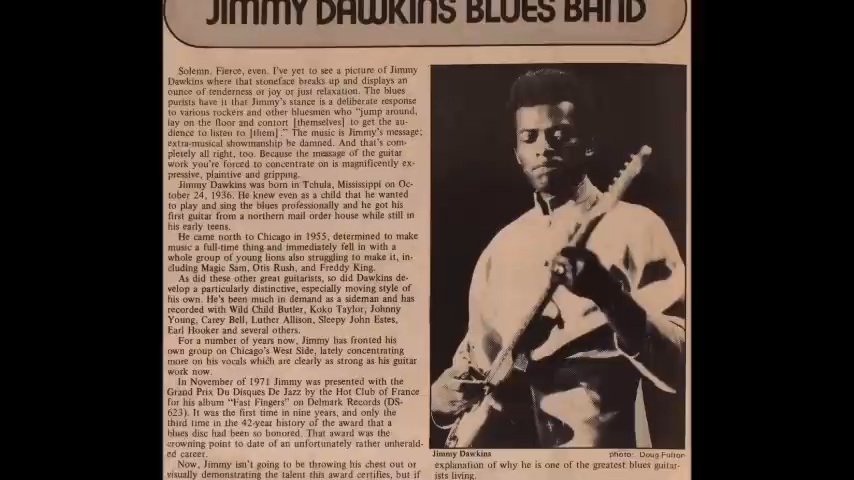 JIMMY DAWKINS BLUES BAND
Solemn. Fierce, even. I've yet to see a picture of Jimmy
Dawkins where that stoneface breaks up and displays an
ounce of tenderness or joy or just relaxation. The blues
purists have it that Jimmy's stance is a deliberate response
to various rockers and other bluesmen who "jump around,
lay on the floor and contort [themselves] to get the au-
dience to listen to [them]." The music is Jimmy's message;
extra-musical showmanship be damned. And that's com-
pletely all right, too. Because the message of the guitar
work you're forced to concentrate on is magnificently ex-
pressive, plaintive and gripping.
Jimmy Dawkins was born in Tchula, Mississippi on Oc-
tober 24, 1936. He knew even as a child that he wanted
to play and sing the blues professionally and he got his
first guitar from a northern mail order house while still in
his early teens.
He came north to Chicago in 1955, determined to make
music a full-time thing and immediately fell in with a
whole group of young lions also struggling to make it, in-
cluding Magic Sam, Otis Rush, and Freddy King.
As did these other great guitarists, so did Dawkins de-
velop a particularly distinctive, especially moving style of
his own. He's been much in demand as a sideman and has
recorded with Wild Child Butler, Koko Taylor, Johnny
Young, Carey Bell, Luther Allison, Sleepy John Estes,
Earl Hooker and several others.
For a number of years now, Jimmy has fronted his
own group on Chicago's West Side, lately concentrating
more on his vocals which are clearly as strong as his guitar
work now.
In November of 1971 Jimmy was presented with the
Grand Prix Du Disques De Jazz by the Hot Club of France
for his album "Fast Fingers" on Delmark Records (DS-
623). It was the first time in nine years, and only the
third time in the 42-year history of the award that a
blues disc had been so honored. That award was the
crowning point to date of an unfortunately rather unherald-
ed career.
Now, Jimmy isn't going to be throwing his chest out or
visually demonstrating the talent this award certifies, but if
Jimmy Dawkins
photo: Doug Fulton
explanation of why he is one of the greatest blues guitar-
ists living.